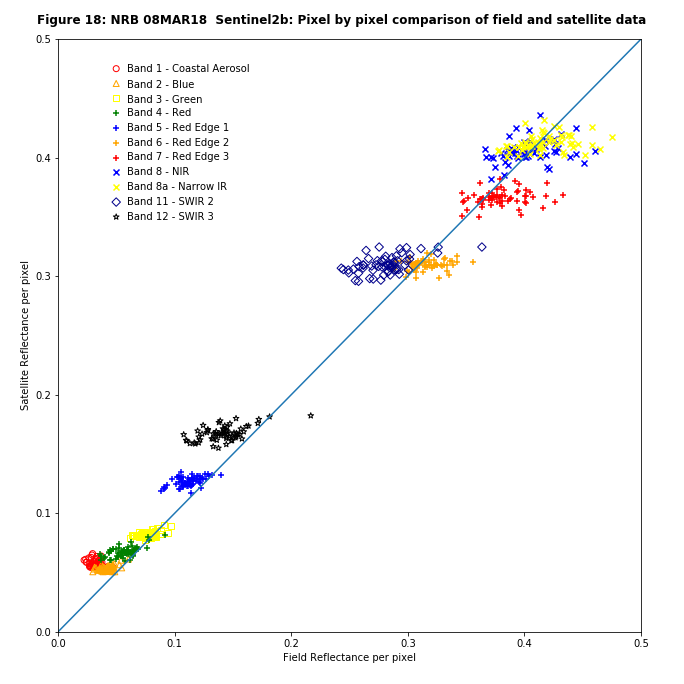 Figure 18: NRB 08MAR18  Sentinel2b: Pixel by pixel comparison of field and satellite data
0.5
Band 1 - Coastal Aerosol
Band 2 - Blue
Band 3 - Green
Band 4 - Red
Band 5 - Red Edge 1
Band 6 - Red Edge 2
Band 7 - Red Edge 3
Band 8 - NIR
Band 8a - Narrow IR
Band 11 - SWIR 2
Band 12 - SWIR 3
0.4
0.3
0.2
0.1
0.0
Satellite Reflectance per pixel
0.0 0.1 0.2 0.3 0.4 0.5
Field Reflectance per pixel